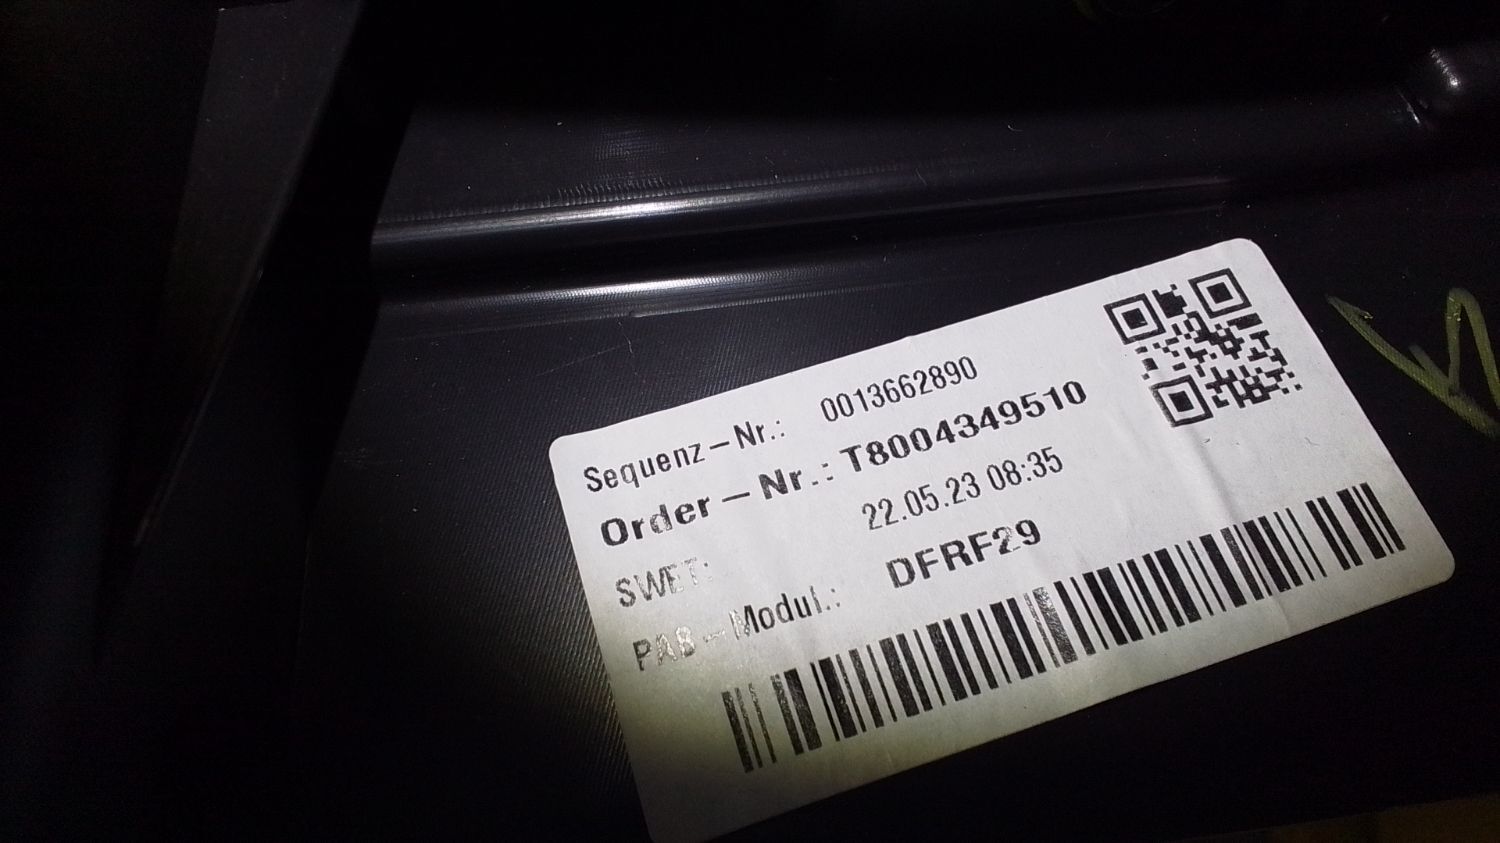 Sequenz-Nr.: 0013662890
Order-Nr.: T8004349510
SWET: 22.05.23 08:35
PAB-Modul.: DFRF29